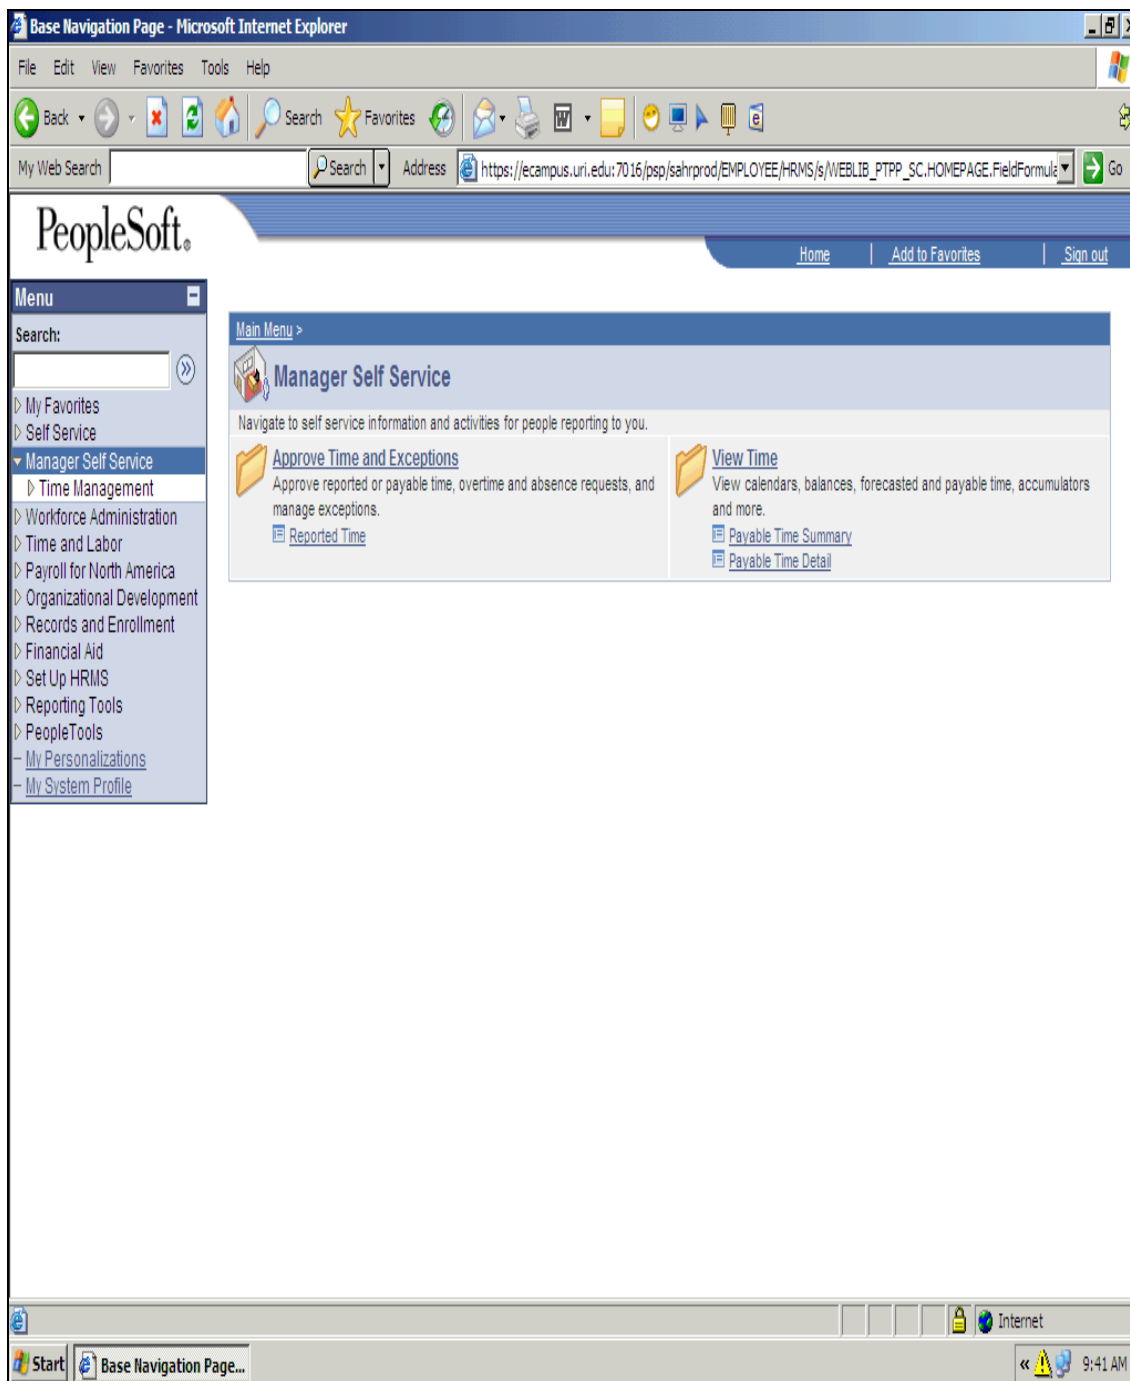 Base Navigation Page - Microsoft Internet Explorer
File Edit View Favorites Tools Help
Back Search Favorites
My Web Search Search Address https://ecampus.uri.edu:7016/psp/sahrprod/EMPLOYEE/HRMS/s/WEBLIB_PTPP_SC.HOMEPAGE.FieldFormula Go
PeopleSoft®
Home | Add to Favorites | Sign out
Menu
Search:
My Favorites
Self Service
Manager Self Service
Time Management
Workforce Administration
Time and Labor
Payroll for North America
Organizational Development
Records and Enrollment
Financial Aid
Set Up HRMS
Reporting Tools
PeopleTools
– My Personalizations
– My System Profile
Main Menu >
Manager Self Service
Navigate to self service information and activities for people reporting to you.
Approve Time and Exceptions
Approve reported or payable time, overtime and absence requests, and
manage exceptions.
Reported Time
View Time
View calendars, balances, forecasted and payable time, accumulators
and more.
Payable Time Summary
Payable Time Detail
Internet
Start Base Navigation Page... « 9:41 AM